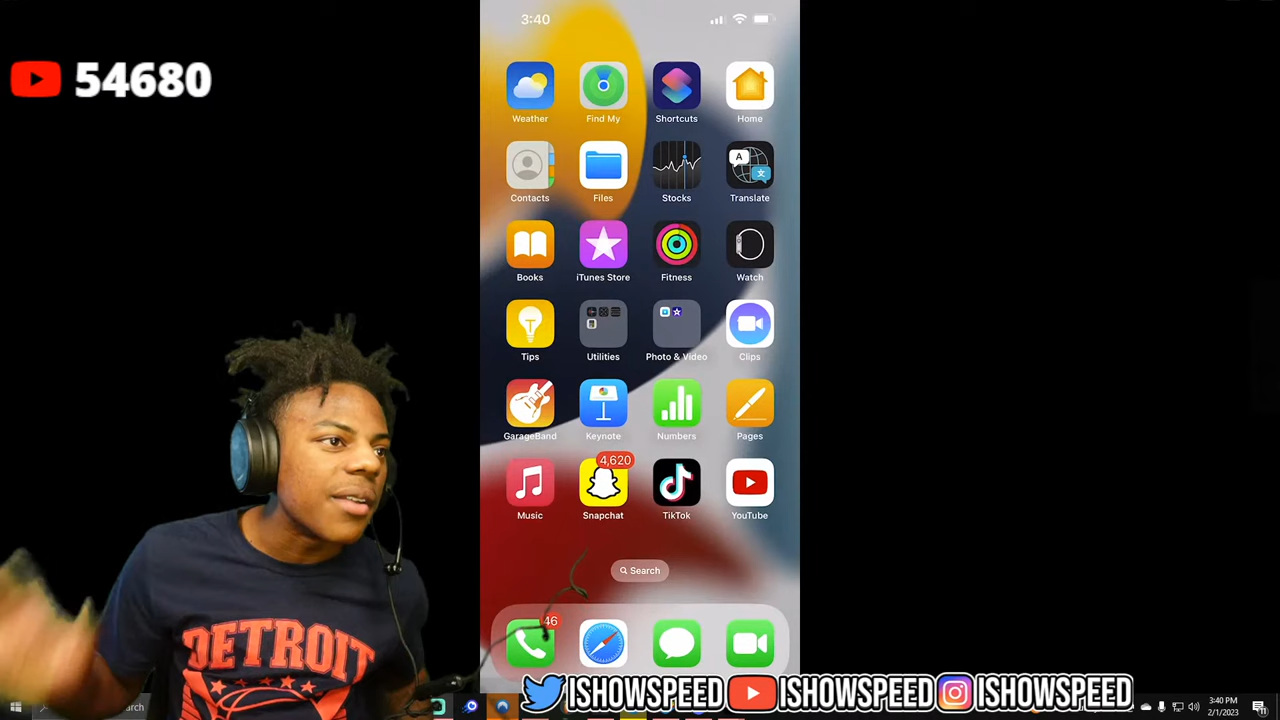 3:40
54680
Weather
Find My
Shortcuts
Home
Contacts
Files
Stocks
A
文
Translate
Books
iTunes Store
Fitness
Watch
Tips
Utilities
Photo & Video
Clips
GarageBand
Keynote
Numbers
Pages
4,620
Music
Snapchat
TikTok
YouTube
Search
DETROIT
46
ISHOWSPEED ISHOWSPEED ISHOWSPEED
rch
3:40 PM
2/1/2023